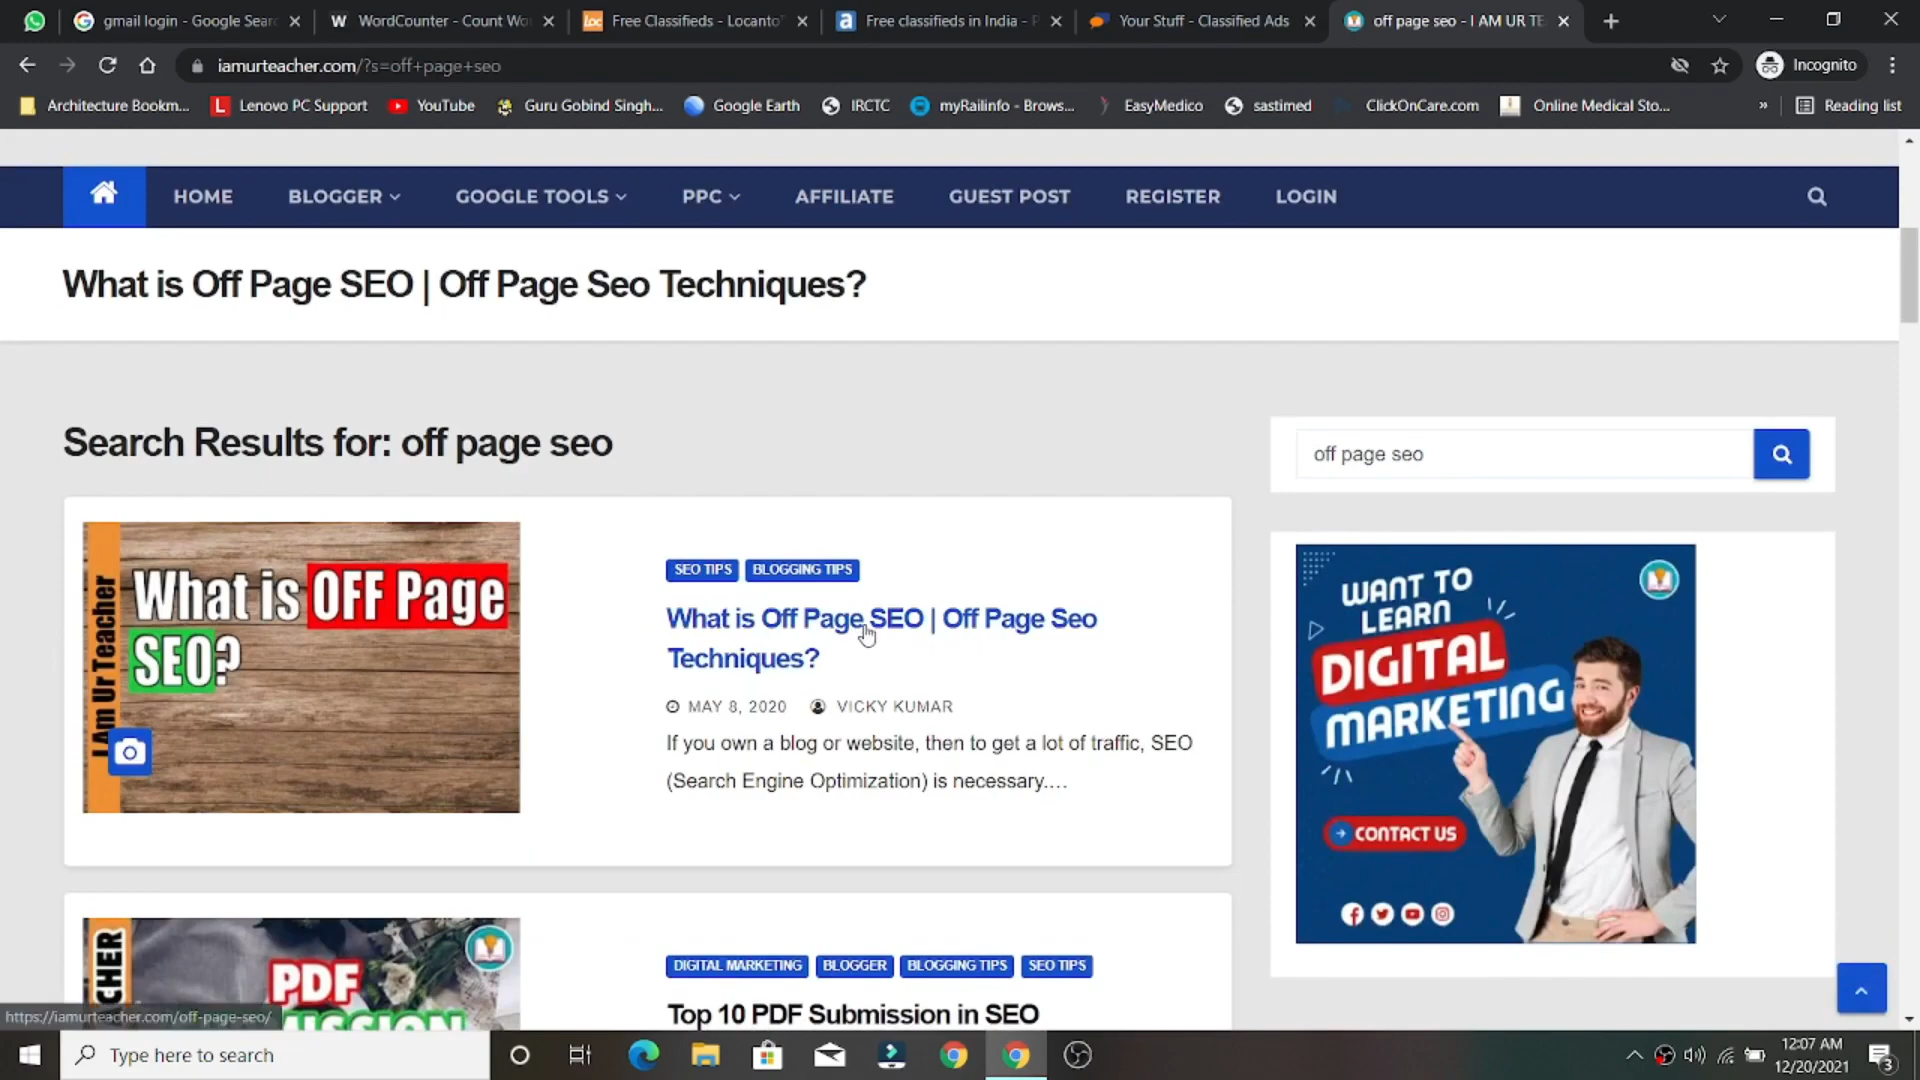 gmail login - Google Sear
WordCounter - Count Wo
Free Classifieds - Locanto
Free classifieds in India -
Your Stuff - Classified Ads
off page seo - I AM UR TE
iamurteacher.com/?s=off+page+seo
Incognito
Architecture Bookm...
Lenovo PC Support
YouTube
Guru Gobind Singh...
Google Earth
IRCTC
myRailinfo - Brows...
EasyMedico
sastimed
ClickOnCare.com
Online Medical Sto...
»
Reading list
HOME
BLOGGER
GOOGLE TOOLS
PPC
AFFILIATE
GUEST POST
REGISTER
LOGIN
What is Off Page SEO | Off Page Seo Techniques?
Search Results for: off page seo
off page seo
I Am Ur Teacher
What is OFF Page
SEO?
SEO TIPS
BLOGGING TIPS
What is Off Page SEO | Off Page Seo
Techniques?
MAY 8, 2020
VICKY KUMAR
If you own a blog or website, then to get a lot of traffic, SEO
(Search Engine Optimization) is necessary....
WANT TO
LEARN
DIGITAL
MARKETING
CONTACT US
CHER
PDF
DIGITAL MARKETING
BLOGGER
BLOGGING TIPS
SEO TIPS
Top 10 PDF Submission in SEO
https://iamurteacher.com/off-page-seo/
Type here to search
12:07 AM
12/20/2021
3